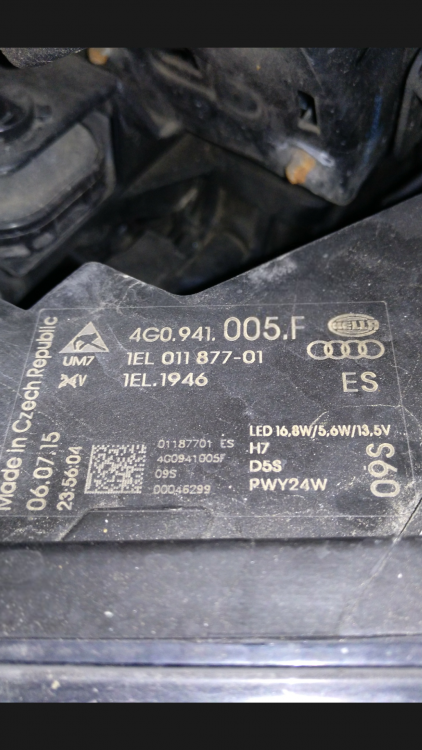 4G0.941.005.F
HELLA
UM7
1EL 011 877-01
1EL.1946
ES
LED 16,8W/5,6W/13,5V
H7
D5S
PWY24W
09S
01187701 ES
4G0941005F
09S
00046299
Made in Czech Republic
06.07.15
23:56:04